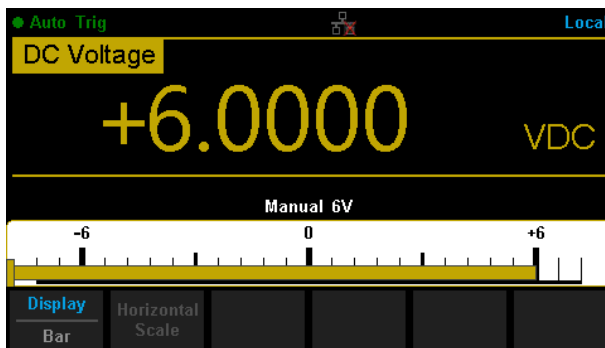 Auto Trig
Loca
DC Voltage
+6.0000
VDC
Manual 6V
-6 0 +6
Display
Horizontal
Scale
Bar